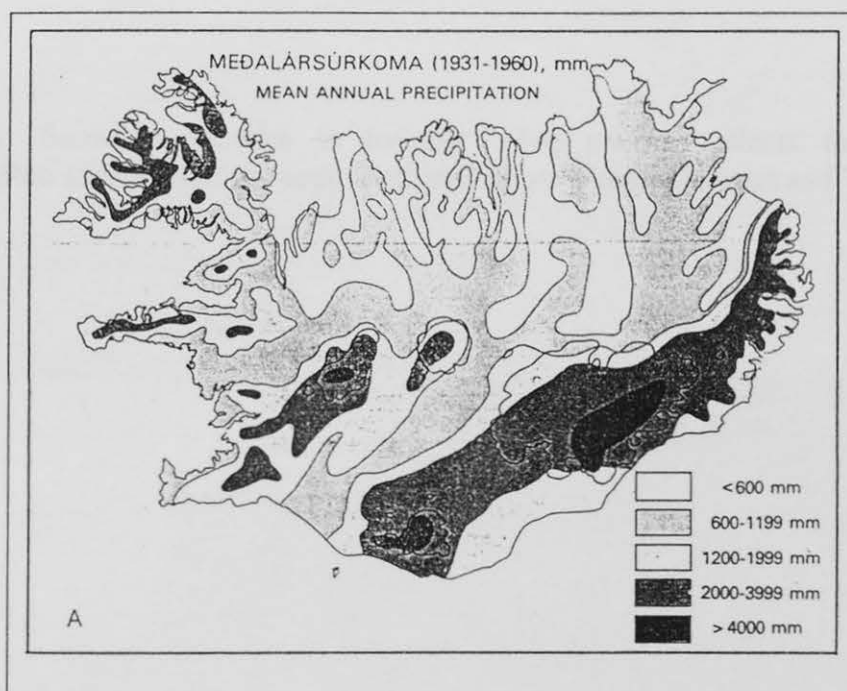 MEÐALÁRSÚRKOMA (1931-1960), mm
MEAN ANNUAL PRECIPITATION
<600 mm
600-1199 mm
1200-1999 mm
2000-3999 mm
>4000 mm
A